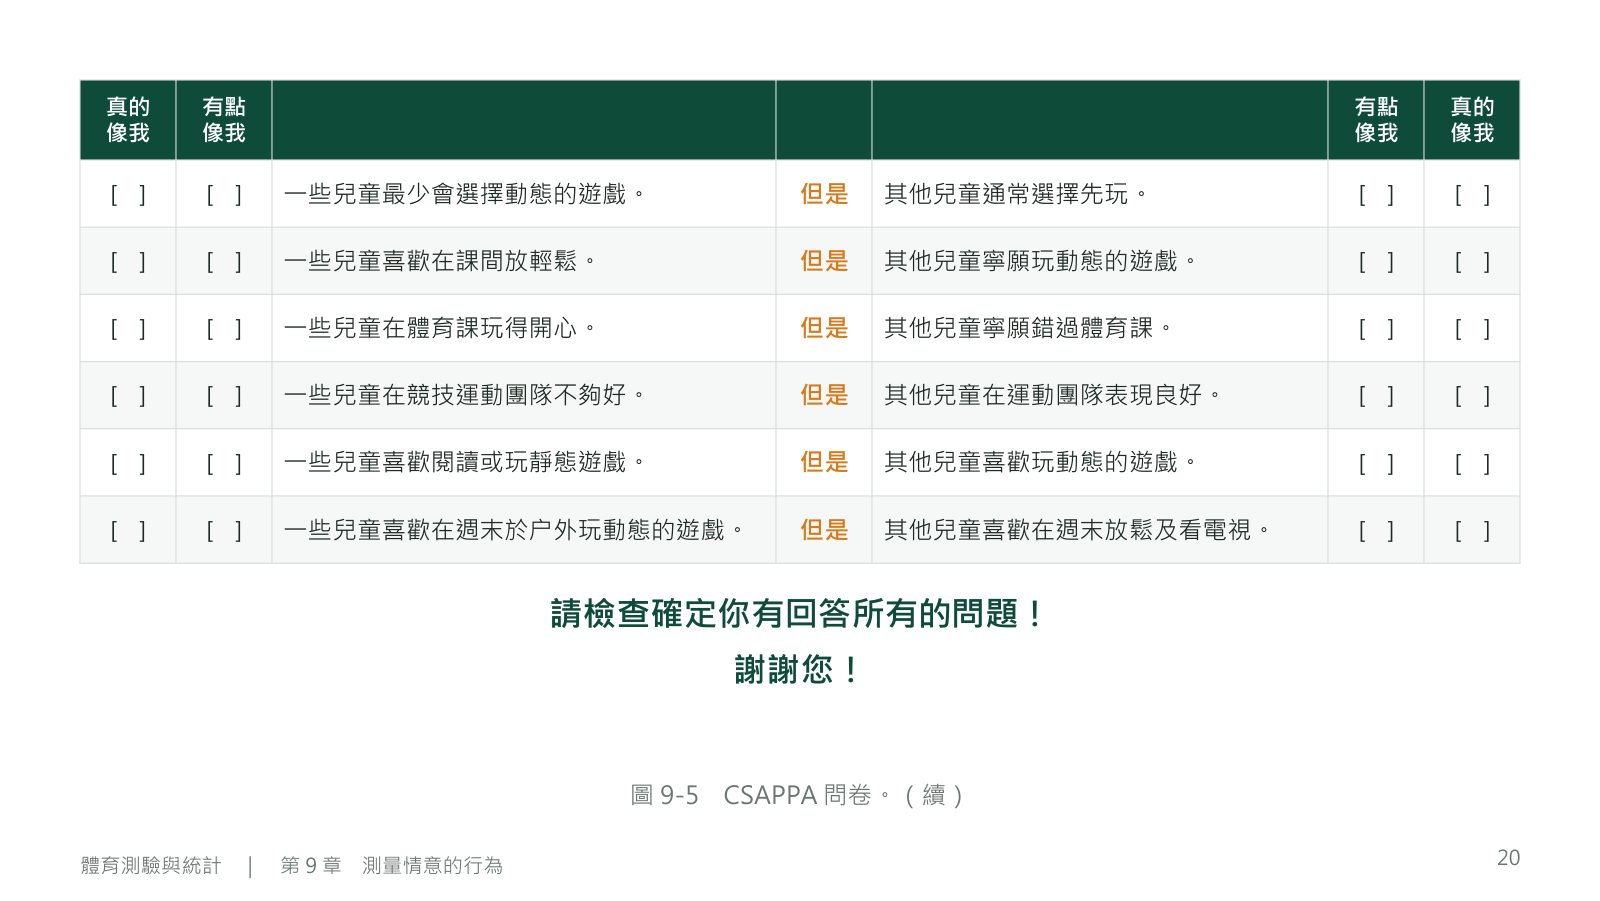 真的像我 有點像我 有點像我 真的像我
[ ] [ ] 一些兒童最少會選擇動態的遊戲。 但是 其他兒童通常選擇先玩。 [ ] [ ]
[ ] [ ] 一些兒童喜歡在課間放輕鬆。 但是 其他兒童寧願玩動態的遊戲。 [ ] [ ]
[ ] [ ] 一些兒童在體育課玩得開心。 但是 其他兒童寧願錯過體育課。 [ ] [ ]
[ ] [ ] 一些兒童在競技運動團隊不夠好。 但是 其他兒童在運動團隊表現良好。 [ ] [ ]
[ ] [ ] 一些兒童喜歡閱讀或玩靜態遊戲。 但是 其他兒童喜歡玩動態的遊戲。 [ ] [ ]
[ ] [ ] 一些兒童喜歡在週末於户外玩動態的遊戲。 但是 其他兒童喜歡在週末放鬆及看電視。 [ ] [ ]
請檢查確定你有回答所有的問題！
謝謝您！
圖 9-5　CSAPPA 問卷。（續）
體育測驗與統計　|　第 9 章　測量情意的行為
20